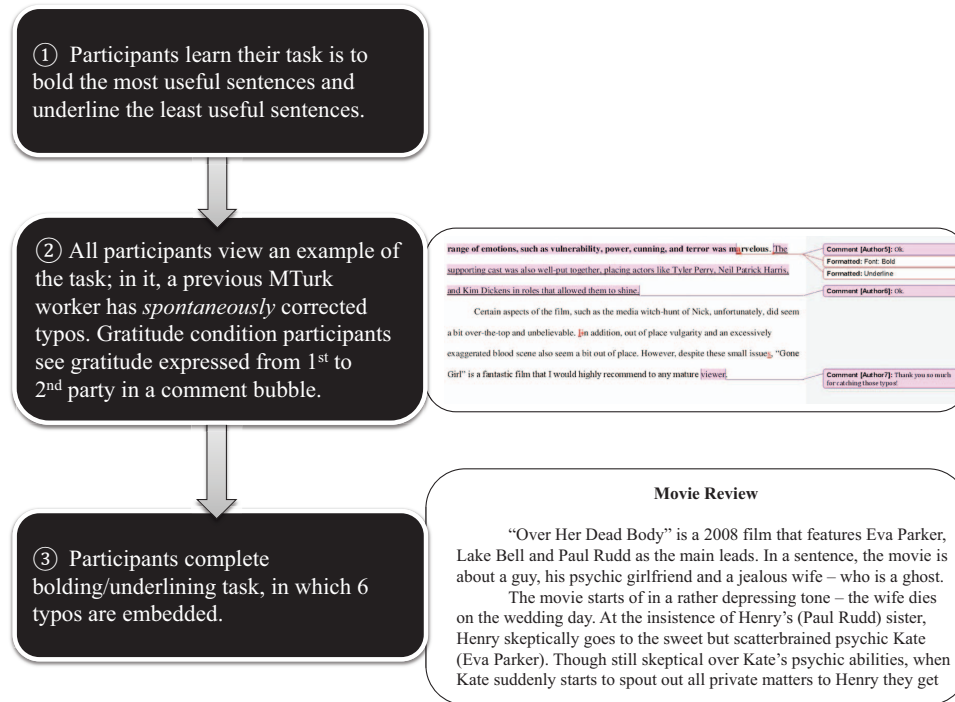 ① Participants learn their task is to
bold the most useful sentences and
underline the least useful sentences.
② All participants view an example of
the task; in it, a previous MTurk
worker has spontaneously corrected
typos. Gratitude condition participants
see gratitude expressed from 1st to
2nd party in a comment bubble.
range of emotions, such as vulnerability, power, cunning, and terror was marvelous. The
supporting cast was also well-put together, placing actors like Tyler Perry, Neil Patrick Harris,
and Kim Dickens in roles that allowed them to shine.
Certain aspects of the film, such as the media witch-hunt of Nick, unfortunately, did seem
a bit over-the-top and unbelievable. Iin addition, out of place vulgarity and an excessively
exaggerated blood scene also seem a bit out of place. However, despite these small issues, “Gone
Girl” is a fantastic film that I would highly recommend to any mature viewer.
Comment [Author5]: Ok.
Formatted: Font: Bold
Formatted: Underline
Comment [Author6]: Ok.
Comment [Author7]: Thank you so much
for catching those typos!
③ Participants complete
bolding/underlining task, in which 6
typos are embedded.
Movie Review
“Over Her Dead Body” is a 2008 film that features Eva Parker,
Lake Bell and Paul Rudd as the main leads. In a sentence, the movie is
about a guy, his psychic girlfriend and a jealous wife – who is a ghost.
The movie starts of in a rather depressing tone – the wife dies
on the wedding day. At the insistence of Henry’s (Paul Rudd) sister,
Henry skeptically goes to the sweet but scatterbrained psychic Kate
(Eva Parker). Though still skeptical over Kate’s psychic abilities, when
Kate suddenly starts to spout out all private matters to Henry they get